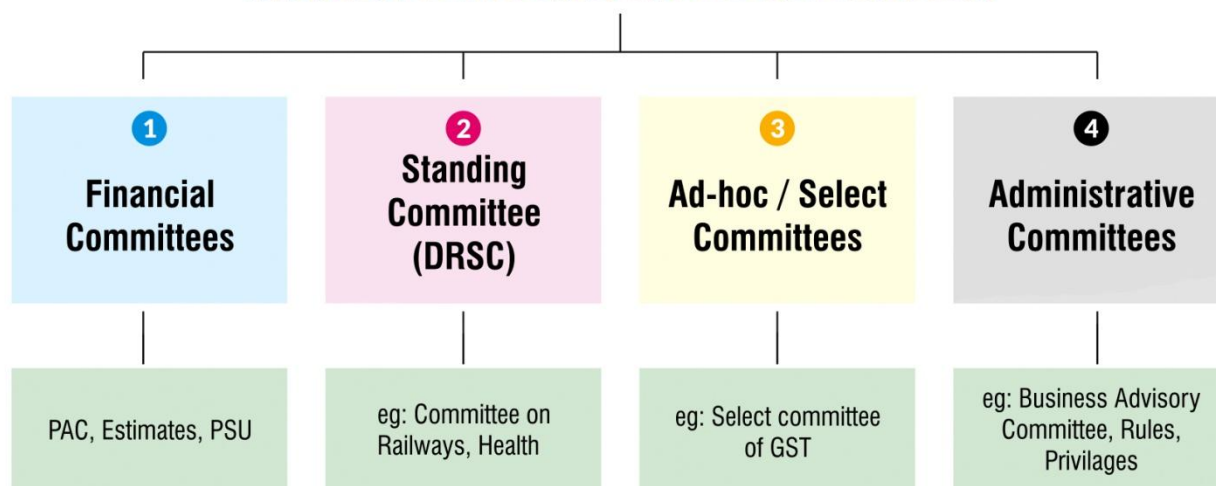 1
Financial
Committees
PAC, Estimates, PSU
2
Standing
Committee
(DRSC)
eg: Committee on
Railways, Health
3
Ad-hoc / Select
Committees
eg: Select committee
of GST
4
Administrative
Committees
eg: Business Advisory
Committee, Rules,
Privilages